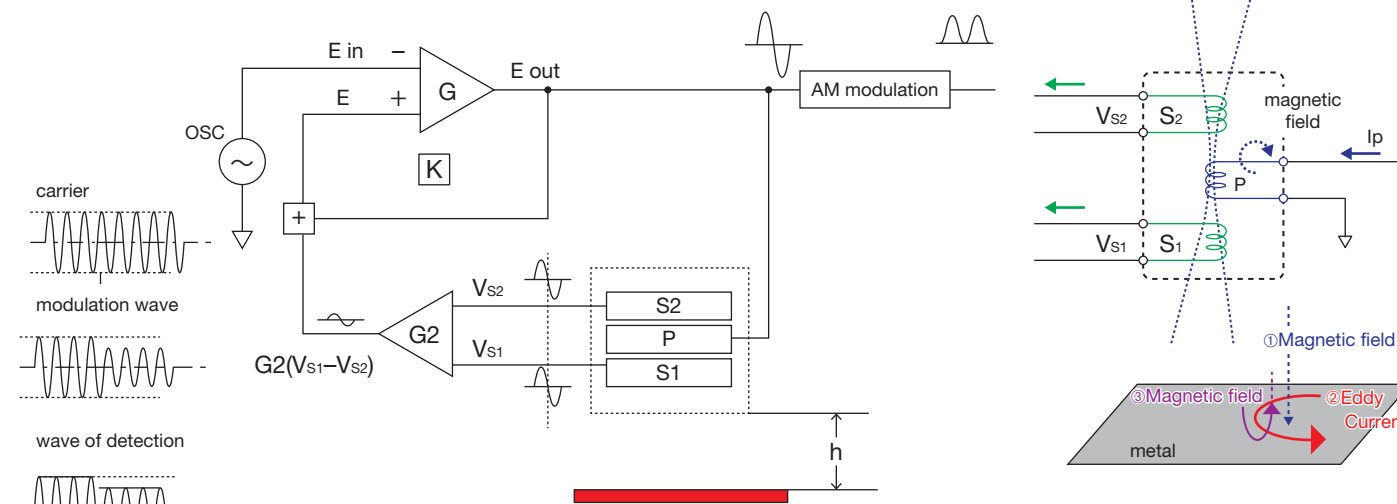 E in
−
E out
E
+
G
AM modulation
OSC
K
carrier
+
modulation wave
VS2
S2
G2
P
VS1
S1
G2(VS1–VS2)
wave of detection
h
VS2
S2
magnetic
field
Ip
P
VS1
S1
①Magnetic field
③Magnetic field
②Eddy
metal